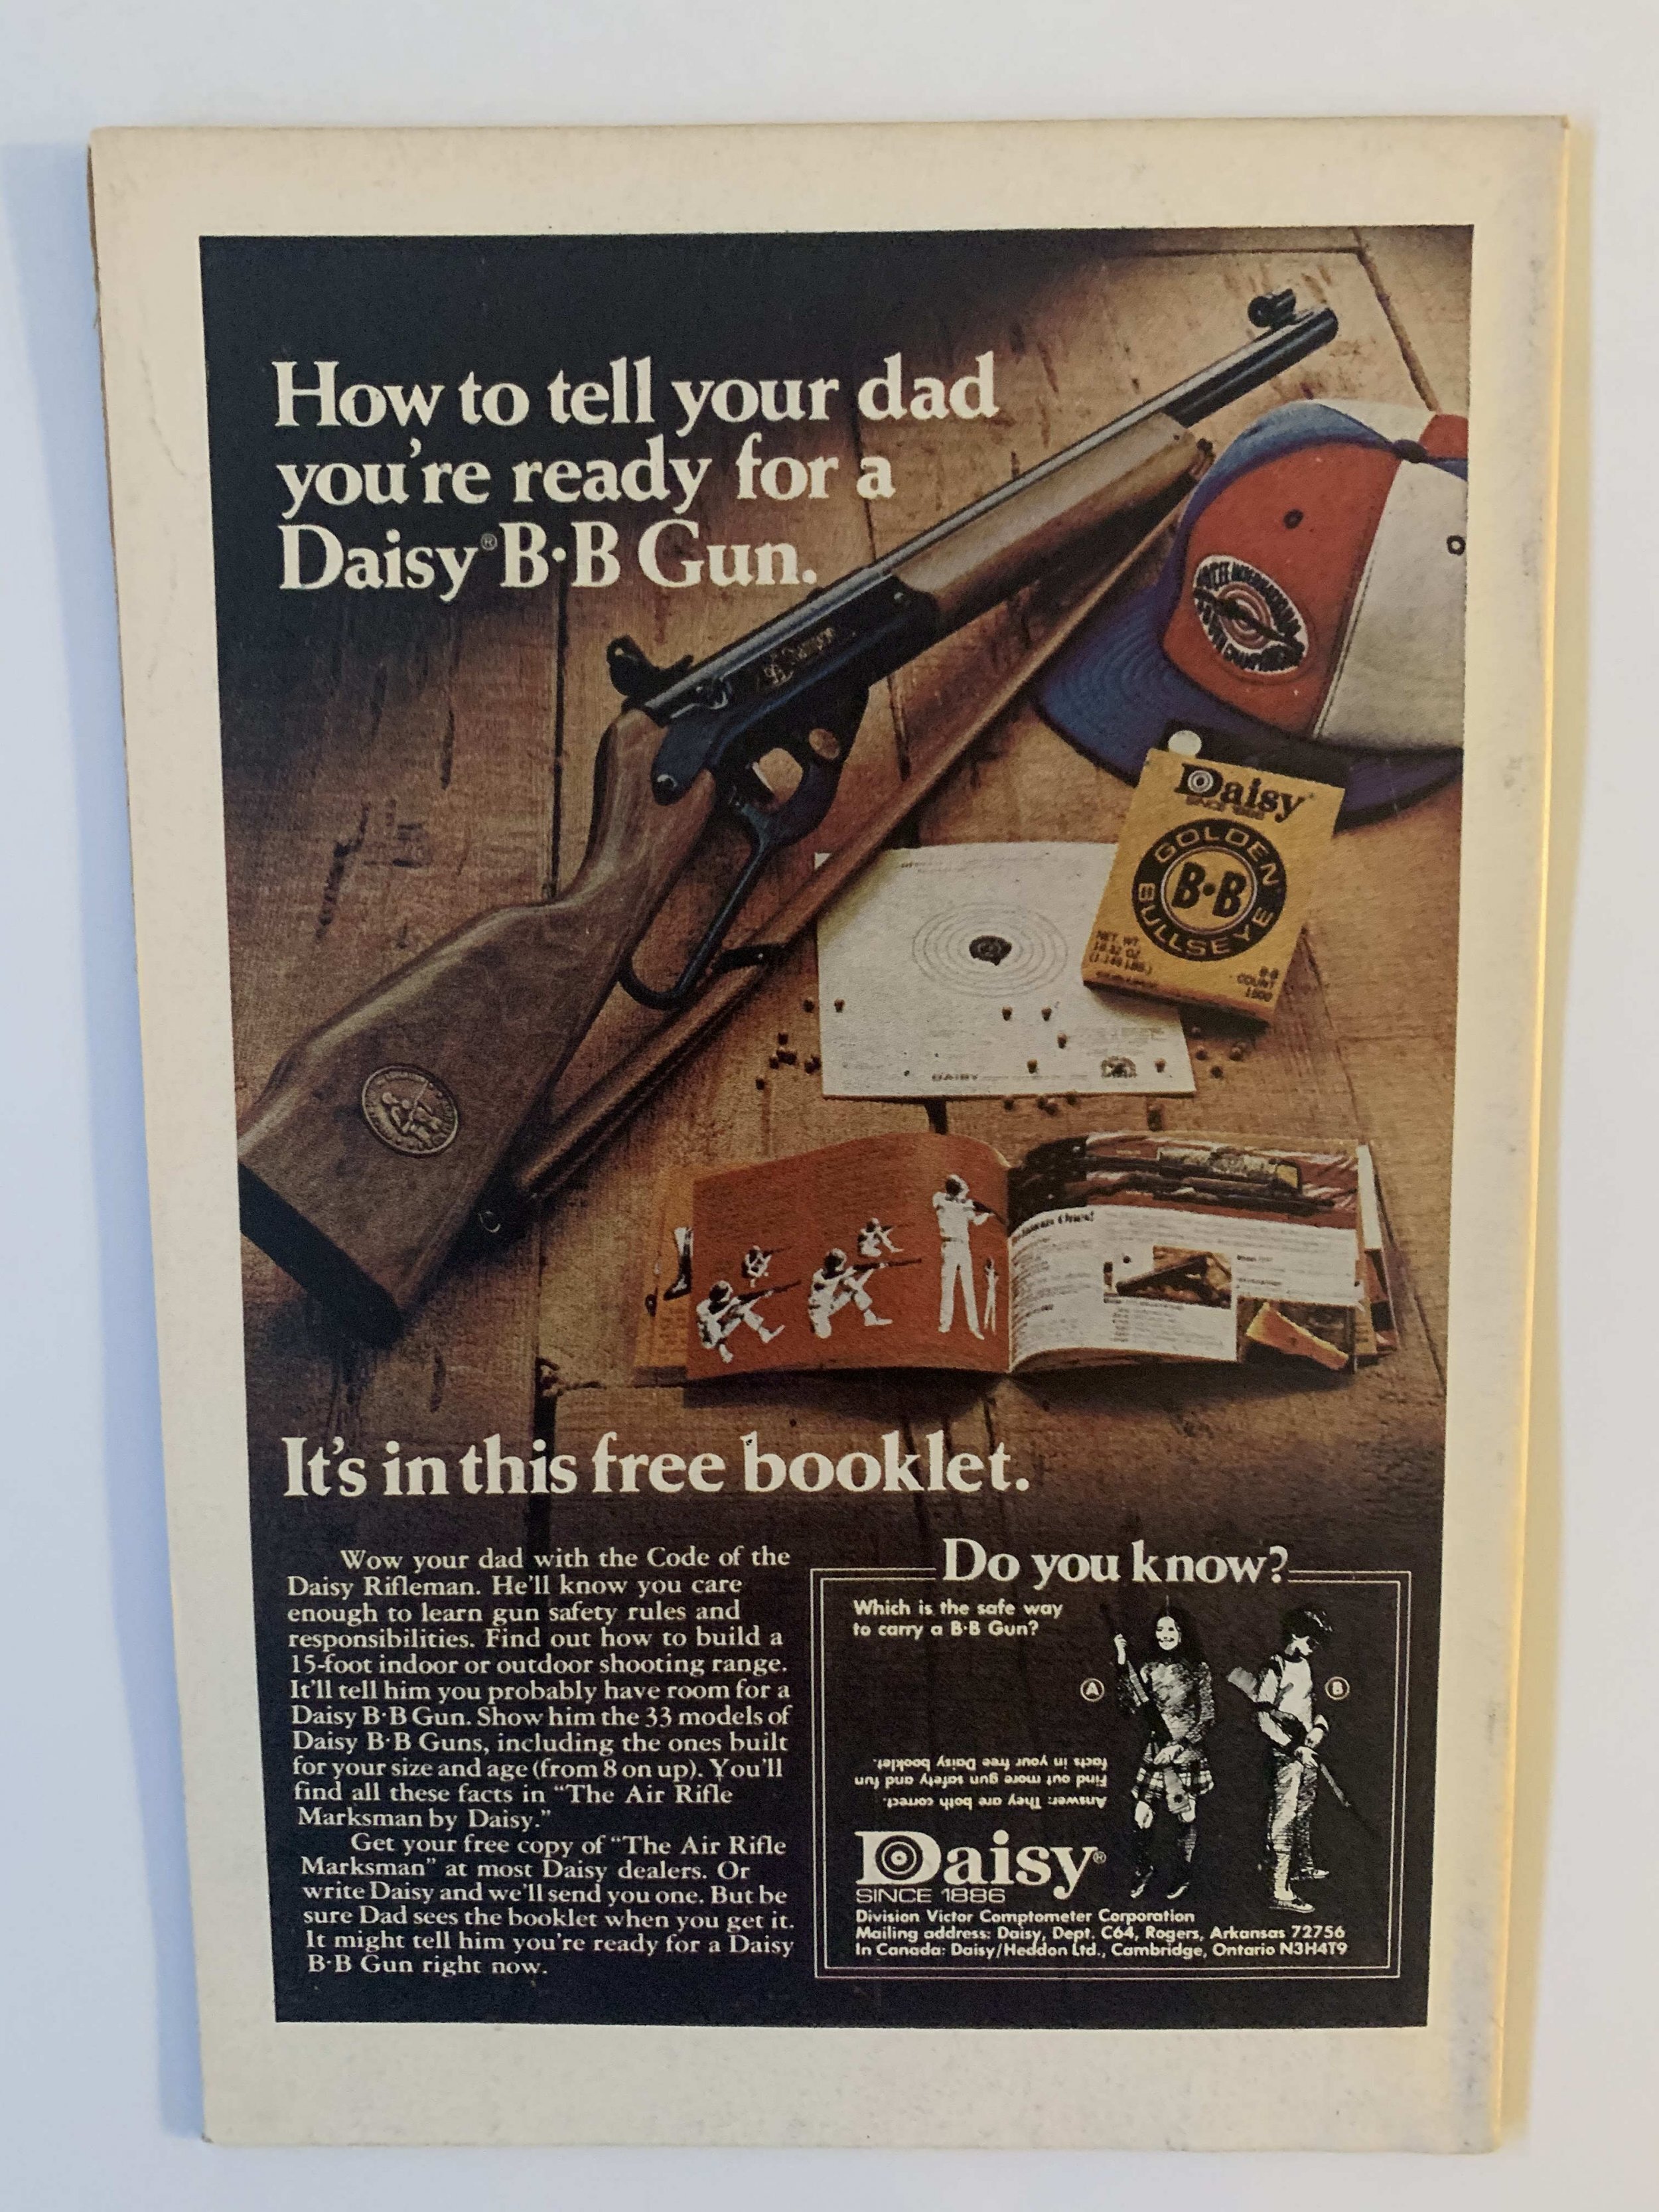 How to tell your dad
you're ready for a
Daisy® B·B Gun.
Daisy
SINCE 1886
GOLDEN
B·B
BULLSEYE
NET. WT.
B·B
COUNT
1500
DAISY
It's in this free booklet.
Wow your dad with the Code of the
Daisy Rifleman. He'll know you care
enough to learn gun safety rules and
responsibilities. Find out how to build a
15-foot indoor or outdoor shooting range.
It'll tell him you probably have room for a
Daisy B·B Gun. Show him the 33 models of
Daisy B·B Guns, including the ones built
for your size and age (from 8 on up). You'll
find all these facts in "The Air Rifle
Marksman by Daisy."
Get your free copy of "The Air Rifle
Marksman" at most Daisy dealers. Or
write Daisy and we'll send you one. But be
sure Dad sees the booklet when you get it.
It might tell him you're ready for a Daisy
B·B Gun right now.
Do you know?
Which is the safe way
to carry a B·B Gun?
A
B
Answer: They are both correct.
Find out more gun safety and fun
facts in your free Daisy booklet.
Daisy®
SINCE 1886
Division Victor Comptometer Corporation
Mailing address: Daisy, Dept. C64, Rogers, Arkansas 72756
In Canada: Daisy/Heddon Ltd., Cambridge, Ontario N3H4T9